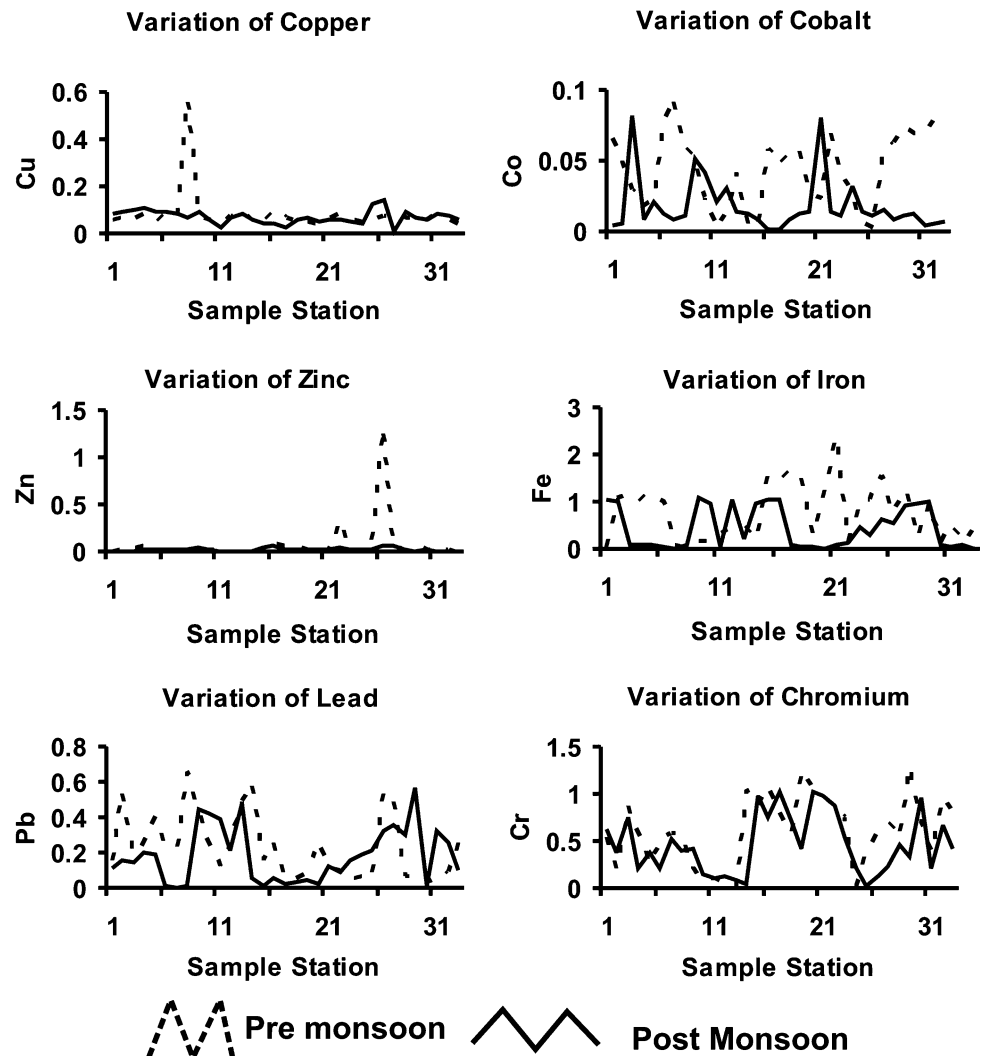 Variation of Copper
Cu
0.6
0.4
0.2
0
1 11 21 31
Sample Station
Variation of Cobalt
Co
0.1
0.05
0
1 11 21 31
Sample Station
Variation of Zinc
Zn
1.5
1
0.5
0
1 11 21 31
Sample Station
Variation of Iron
Fe
3
2
1
0
1 11 21 31
Sample Station
Variation of Lead
Pb
0.8
0.6
0.4
0.2
0
1 11 21 31
Sample Station
Variation of Chromium
Cr
1.5
1
0.5
0
1 11 21 31
Sample Station
Pre monsoon
Post Monsoon